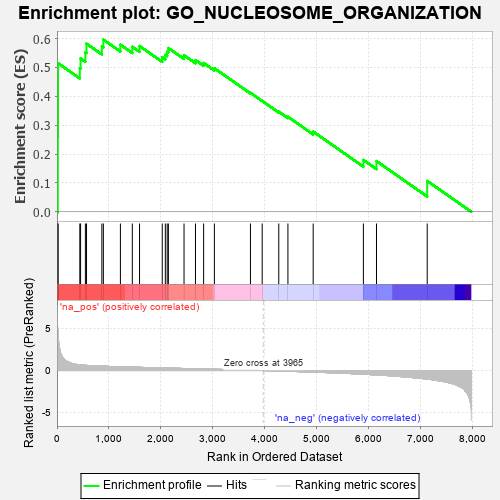 Enrichment plot: GO_NUCLEOSOME_ORGANIZATION
Enrichment score (ES)
0.6
0.5
0.4
0.3
0.2
0.1
0.0
'na_pos' (positively correlated)
Ranked list metric (PreRanked)
5
0
-5
Zero cross at 3965
'na_neg' (negatively correlated)
0 1,000 2,000 3,000 4,000 5,000 6,000 7,000 8,000
Rank in Ordered Dataset
Enrichment profile Hits Ranking metric scores